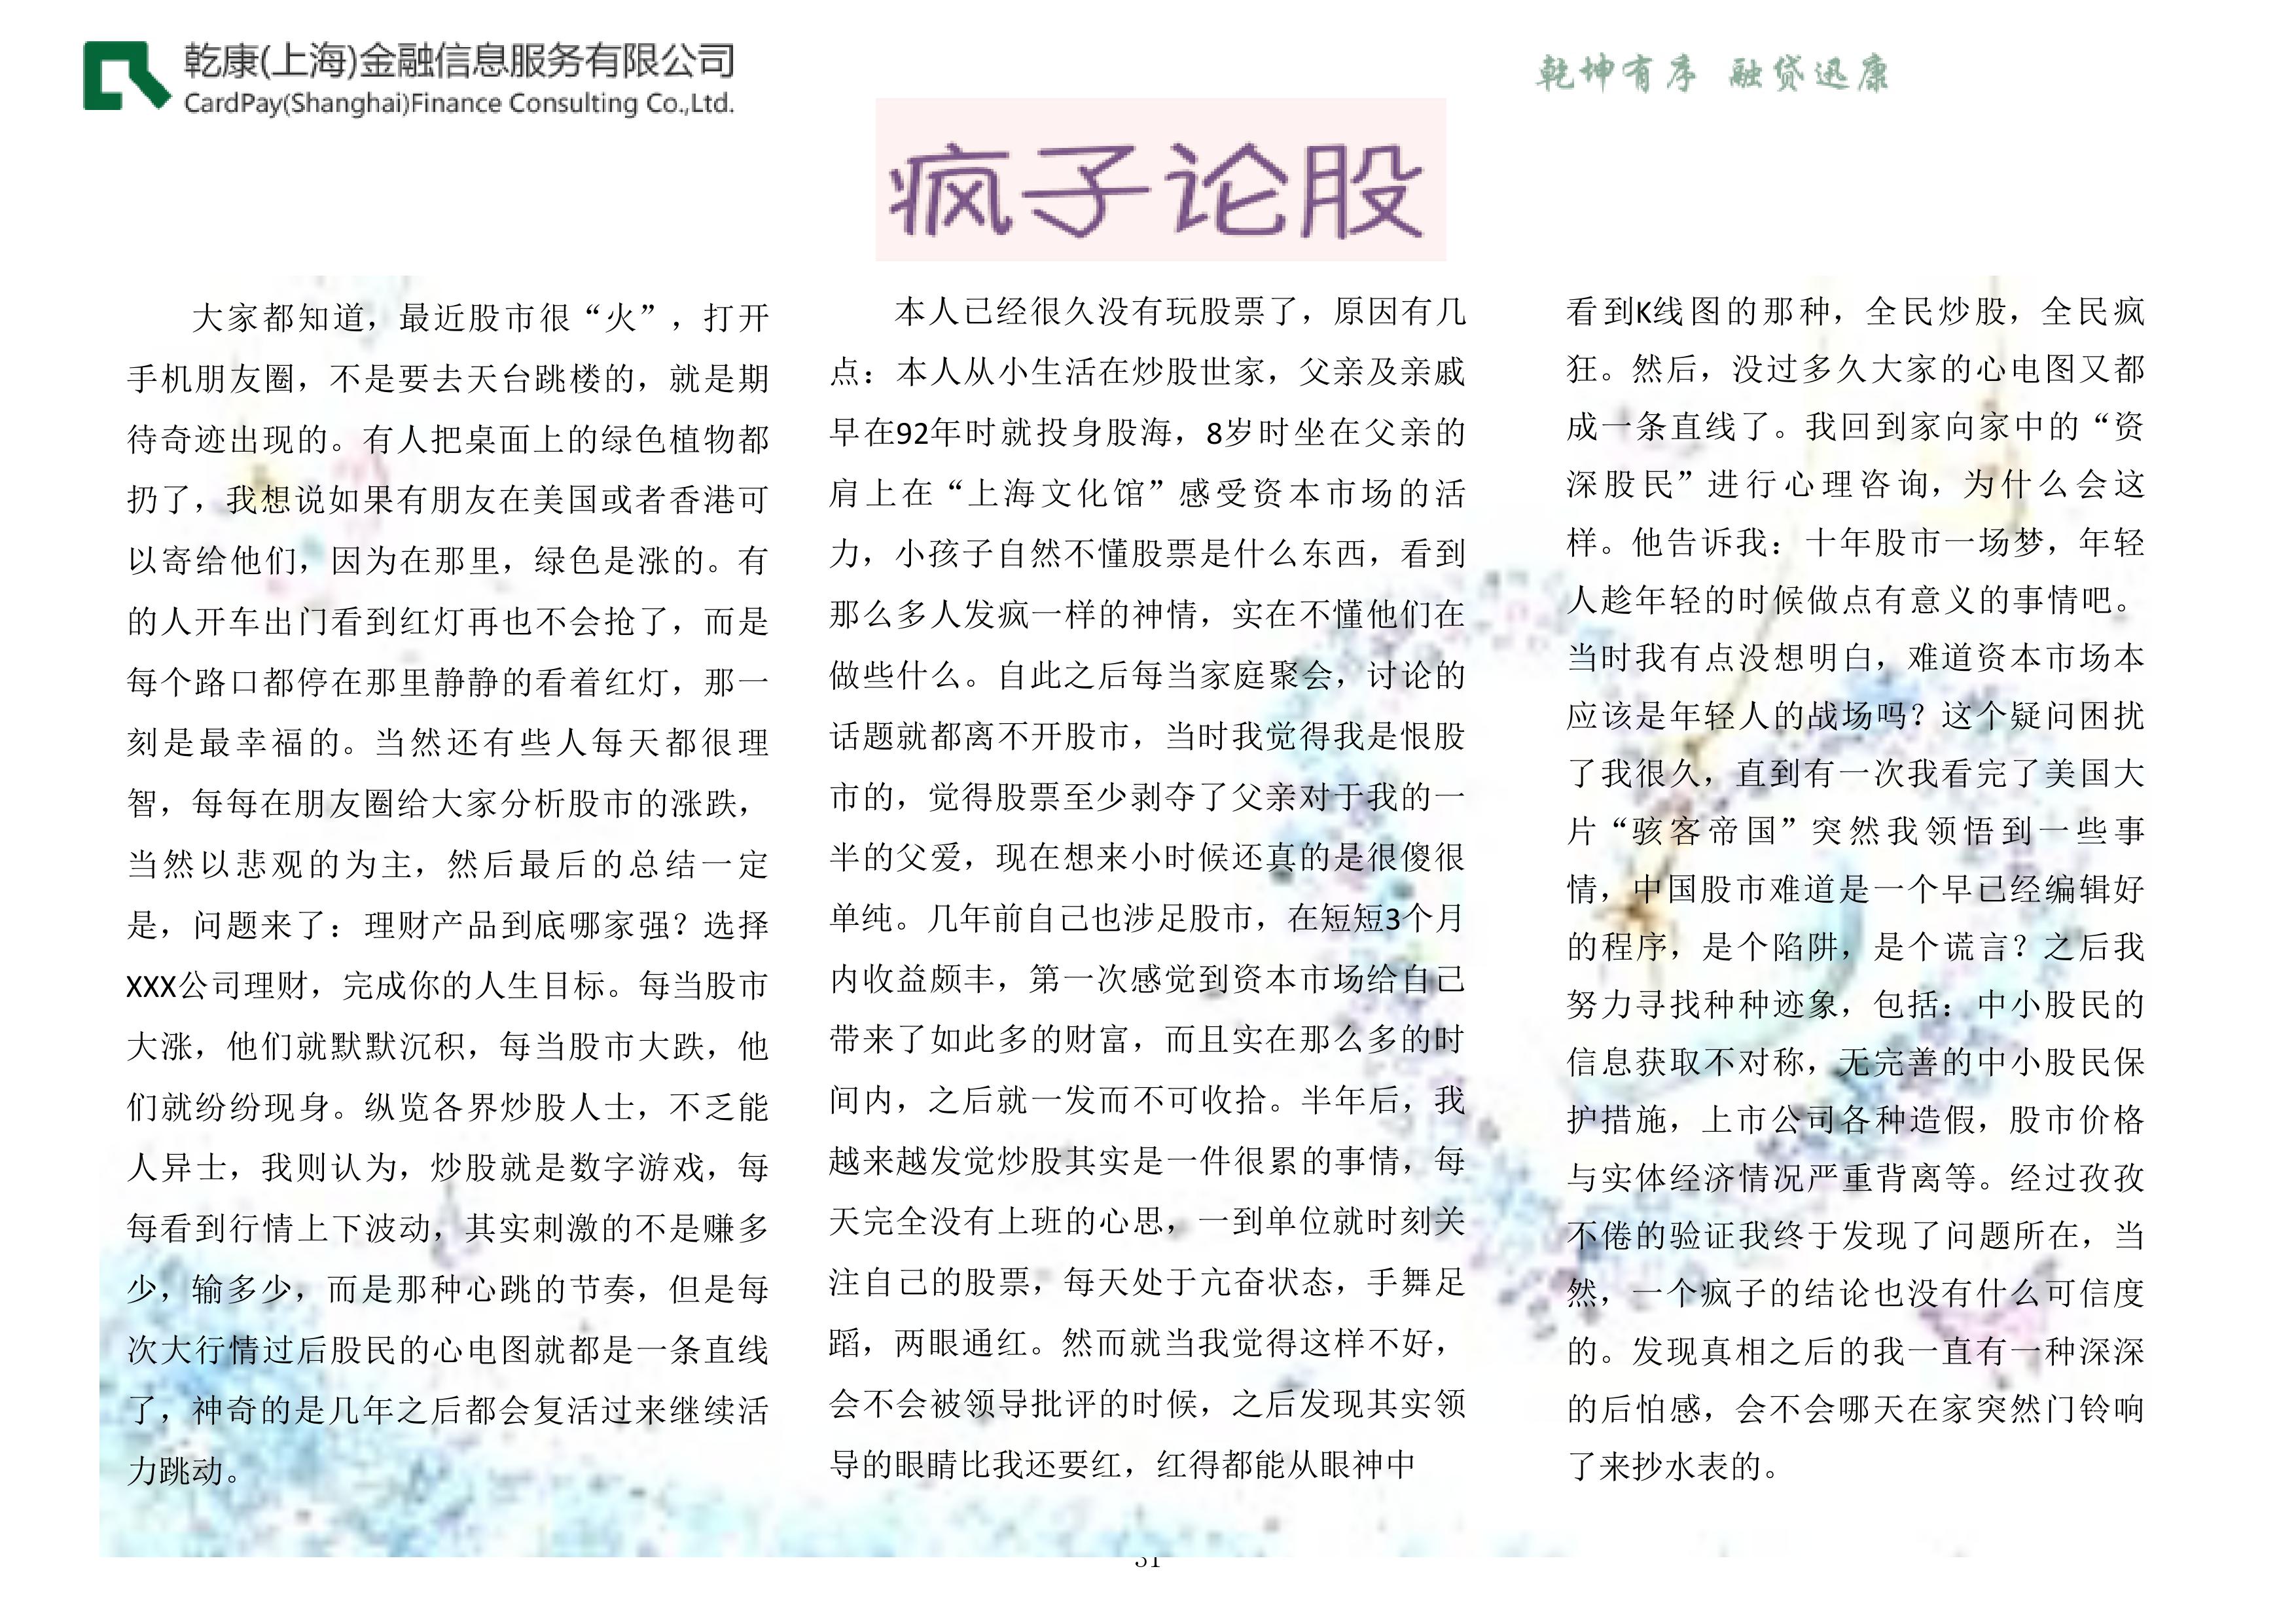 乾康(上海)金融信息服务有限公司
CardPay(Shanghai)Finance Consulting Co.,Ltd.
乾坤有序 融贷迅康
疯子论股
大家都知道，最近股市很“火”，打开
手机朋友圈，不是要去天台跳楼的，就是期
待奇迹出现的。有人把桌面上的绿色植物都
扔了，我想说如果有朋友在美国或者香港可
以寄给他们，因为在那里，绿色是涨的。有
的人开车出门看到红灯再也不会抢了，而是
每个路口都停在那里静静的看着红灯，那一
刻是最幸福的。当然还有些人每天都很理
智，每每在朋友圈给大家分析股市的涨跌，
当然以悲观的为主，然后最后的总结一定
是，问题来了：理财产品到底哪家强？选择
XXX公司理财，完成你的人生目标。每当股市
大涨，他们就默默沉积，每当股市大跌，他
们就纷纷现身。纵览各界炒股人士，不乏能
人异士，我则认为，炒股就是数字游戏，每
每看到行情上下波动，其实刺激的不是赚多
少，输多少，而是那种心跳的节奏，但是每
次大行情过后股民的心电图就都是一条直线
了，神奇的是几年之后都会复活过来继续活
力跳动。
本人已经很久没有玩股票了，原因有几
点：本人从小生活在炒股世家，父亲及亲戚
早在92年时就投身股海，8岁时坐在父亲的
肩上在“上海文化馆”感受资本市场的活
力，小孩子自然不懂股票是什么东西，看到
那么多人发疯一样的神情，实在不懂他们在
做些什么。自此之后每当家庭聚会，讨论的
话题就都离不开股市，当时我觉得我是恨股
市的，觉得股票至少剥夺了父亲对于我的一
半的父爱，现在想来小时候还真的是很傻很
单纯。几年前自己也涉足股市，在短短3个月
内收益颇丰，第一次感觉到资本市场给自己
带来了如此多的财富，而且实在那么多的时
间内，之后就一发而不可收拾。半年后，我
越来越发觉炒股其实是一件很累的事情，每
天完全没有上班的心思，一到单位就时刻关
注自己的股票，每天处于亢奋状态，手舞足
蹈，两眼通红。然而就当我觉得这样不好，
会不会被领导批评的时候，之后发现其实领
导的眼睛比我还要红，红得都能从眼神中
看到K线图的那种，全民炒股，全民疯
狂。然后，没过多久大家的心电图又都
成一条直线了。我回到家向家中的“资
深股民”进行心理咨询，为什么会这
样。他告诉我：十年股市一场梦，年轻
人趁年轻的时候做点有意义的事情吧。
当时我有点没想明白，难道资本市场本
应该是年轻人的战场吗？这个疑问困扰
了我很久，直到有一次我看完了美国大
片“骇客帝国”突然我领悟到一些事
情，中国股市难道是一个早已经编辑好
的程序，是个陷阱，是个谎言？之后我
努力寻找种种迹象，包括：中小股民的
信息获取不对称，无完善的中小股民保
护措施，上市公司各种造假，股市价格
与实体经济情况严重背离等。经过孜孜
不倦的验证我终于发现了问题所在，当
然，一个疯子的结论也没有什么可信度
的。发现真相之后的我一直有一种深深
的后怕感，会不会哪天在家突然门铃响
了来抄水表的。
31